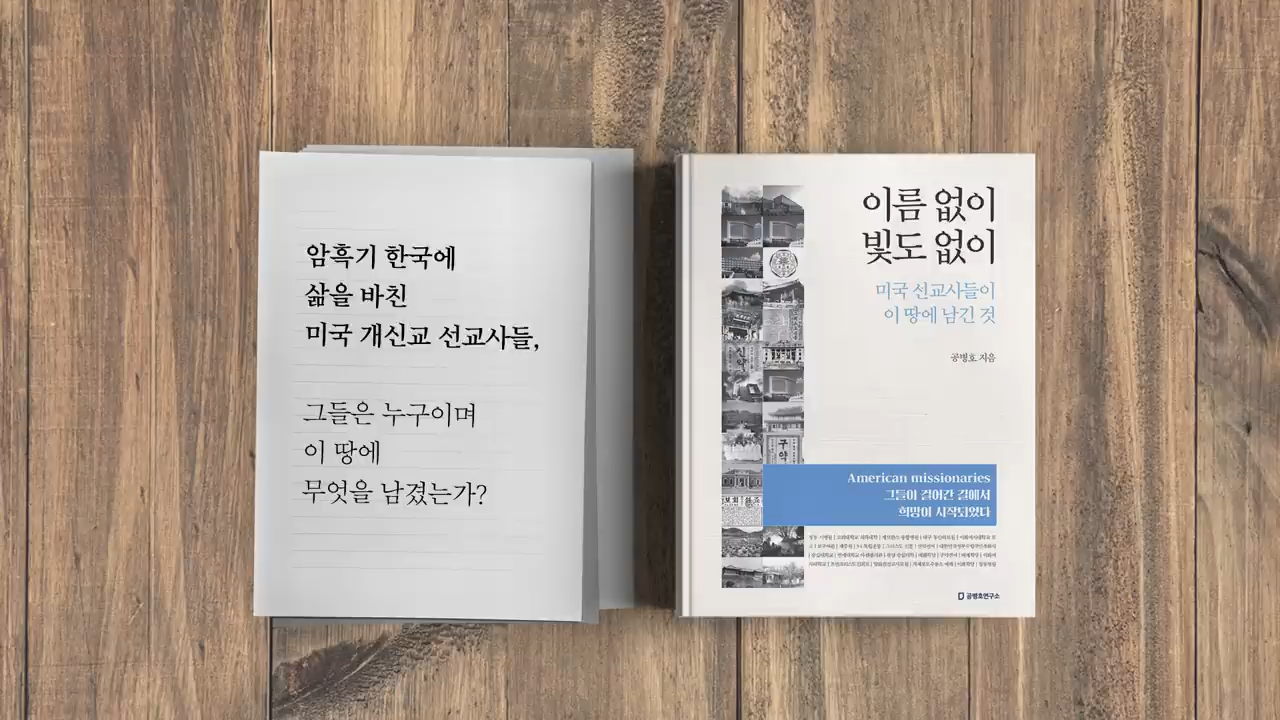 암흑기 한국에
삶을 바친
미국 개신교 선교사들,
그들은 누구이며
이 땅에
무엇을 남겼는가?
이름 없이
빛도 없이
미국 선교사들이
이 땅에 남긴 것
공병호 지음
신약
구약
American missionaries
그들이 걸어간 길에서
희망이 시작되었다
공병호연구소